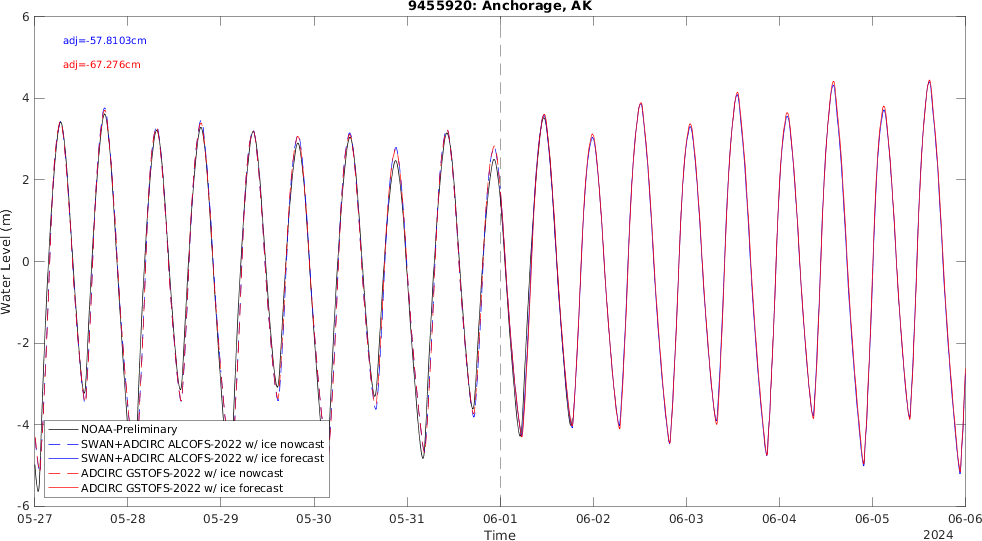 9455920: Anchorage, AK
adj=-57.8103cm
adj=-67.276cm
6
4
2
0
-2
-4
-6
Water Level (m)
NOAA-Preliminary
SWAN+ADCIRC ALCOFS-2022 w/ ice nowcast
SWAN+ADCIRC ALCOFS-2022 w/ ice forecast
ADCIRC GSTOFS-2022 w/ ice nowcast
ADCIRC GSTOFS-2022 w/ ice forecast
05-27 05-28 05-29 05-30 05-31 06-01 06-02 06-03 06-04 06-05 06-06
Time
2024